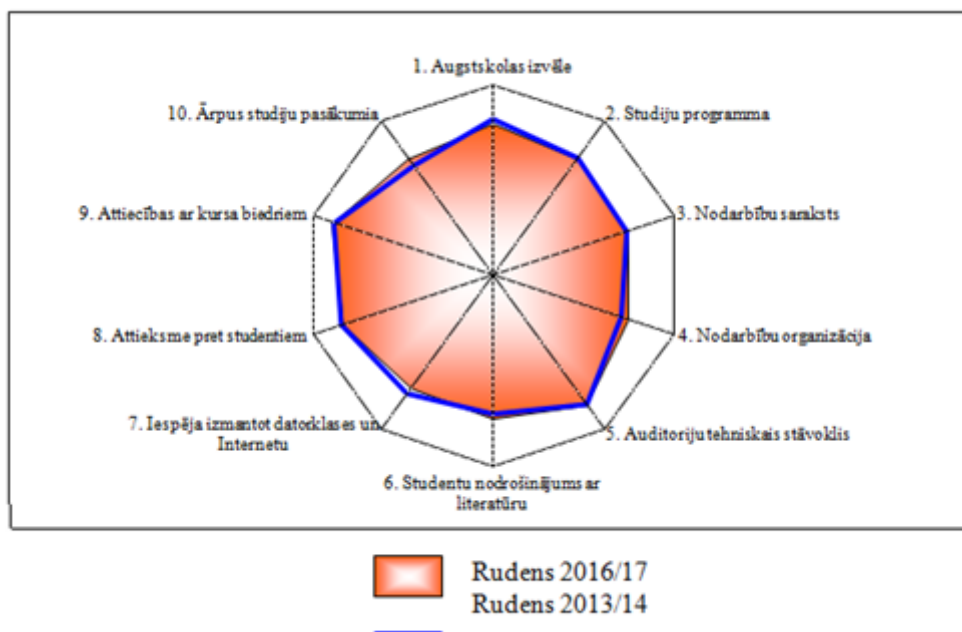 1. Augstskolas izvēle
2. Studiju programma
3. Nodarbību saraksts
4. Nodarbību organizācija
5. Auditoriju tehniskais stāvoklis
6. Studentu nodrošinājums ar
literatūru
7. Iespēja izmantot datorklases un
Internetu
8. Attieksme pret studentiem
9. Attiecības ar kursa biedriem
10. Ārpus studiju pasākumia
Rudens 2016/17
Rudens 2013/14